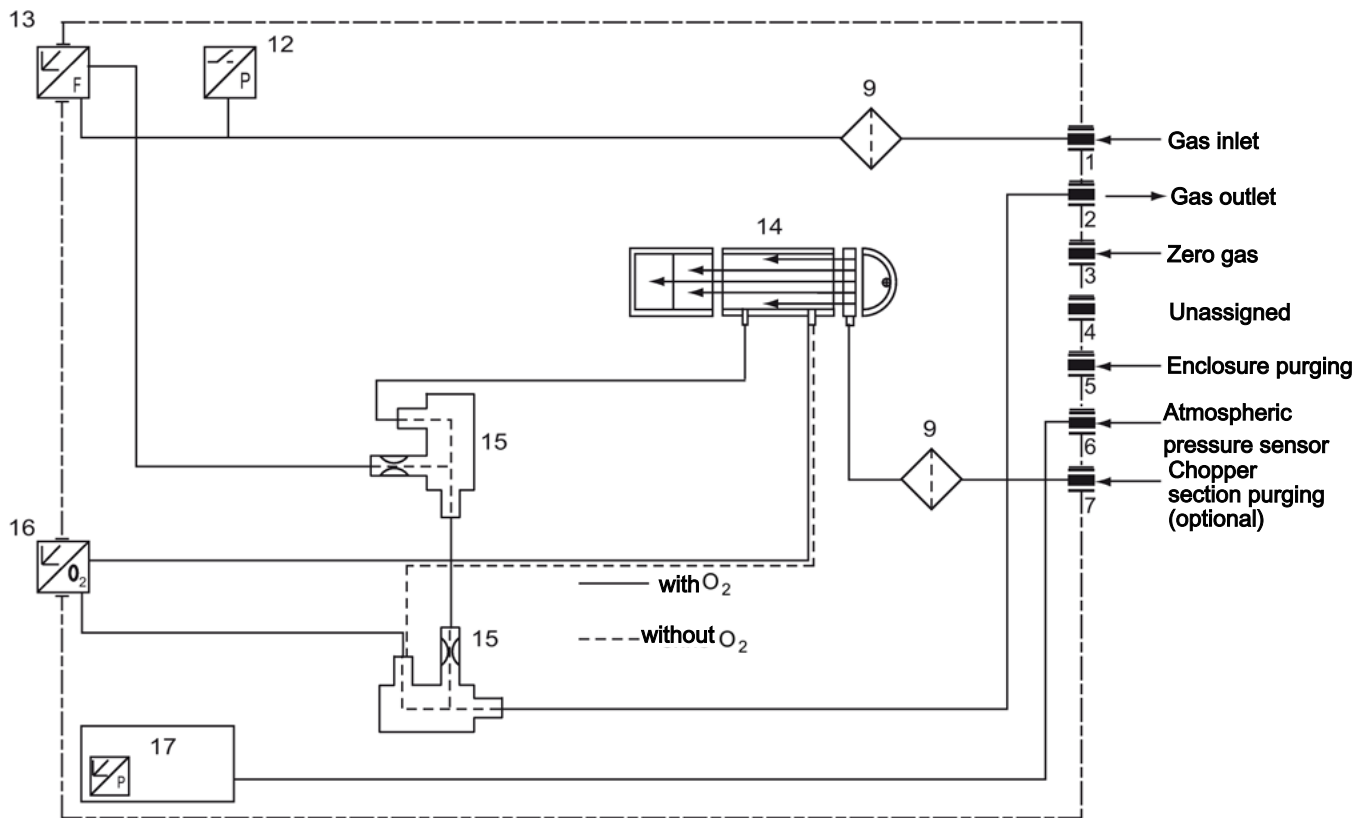 13
F
12
P
9
1
Gas inlet
2
Gas outlet
3
Zero gas
14
4
Unassigned
5
Enclosure purging
6
Atmospheric
pressure sensor
15
9
7
Chopper
section purging
(optional)
16
O2
with O2
15
without O2
17
P